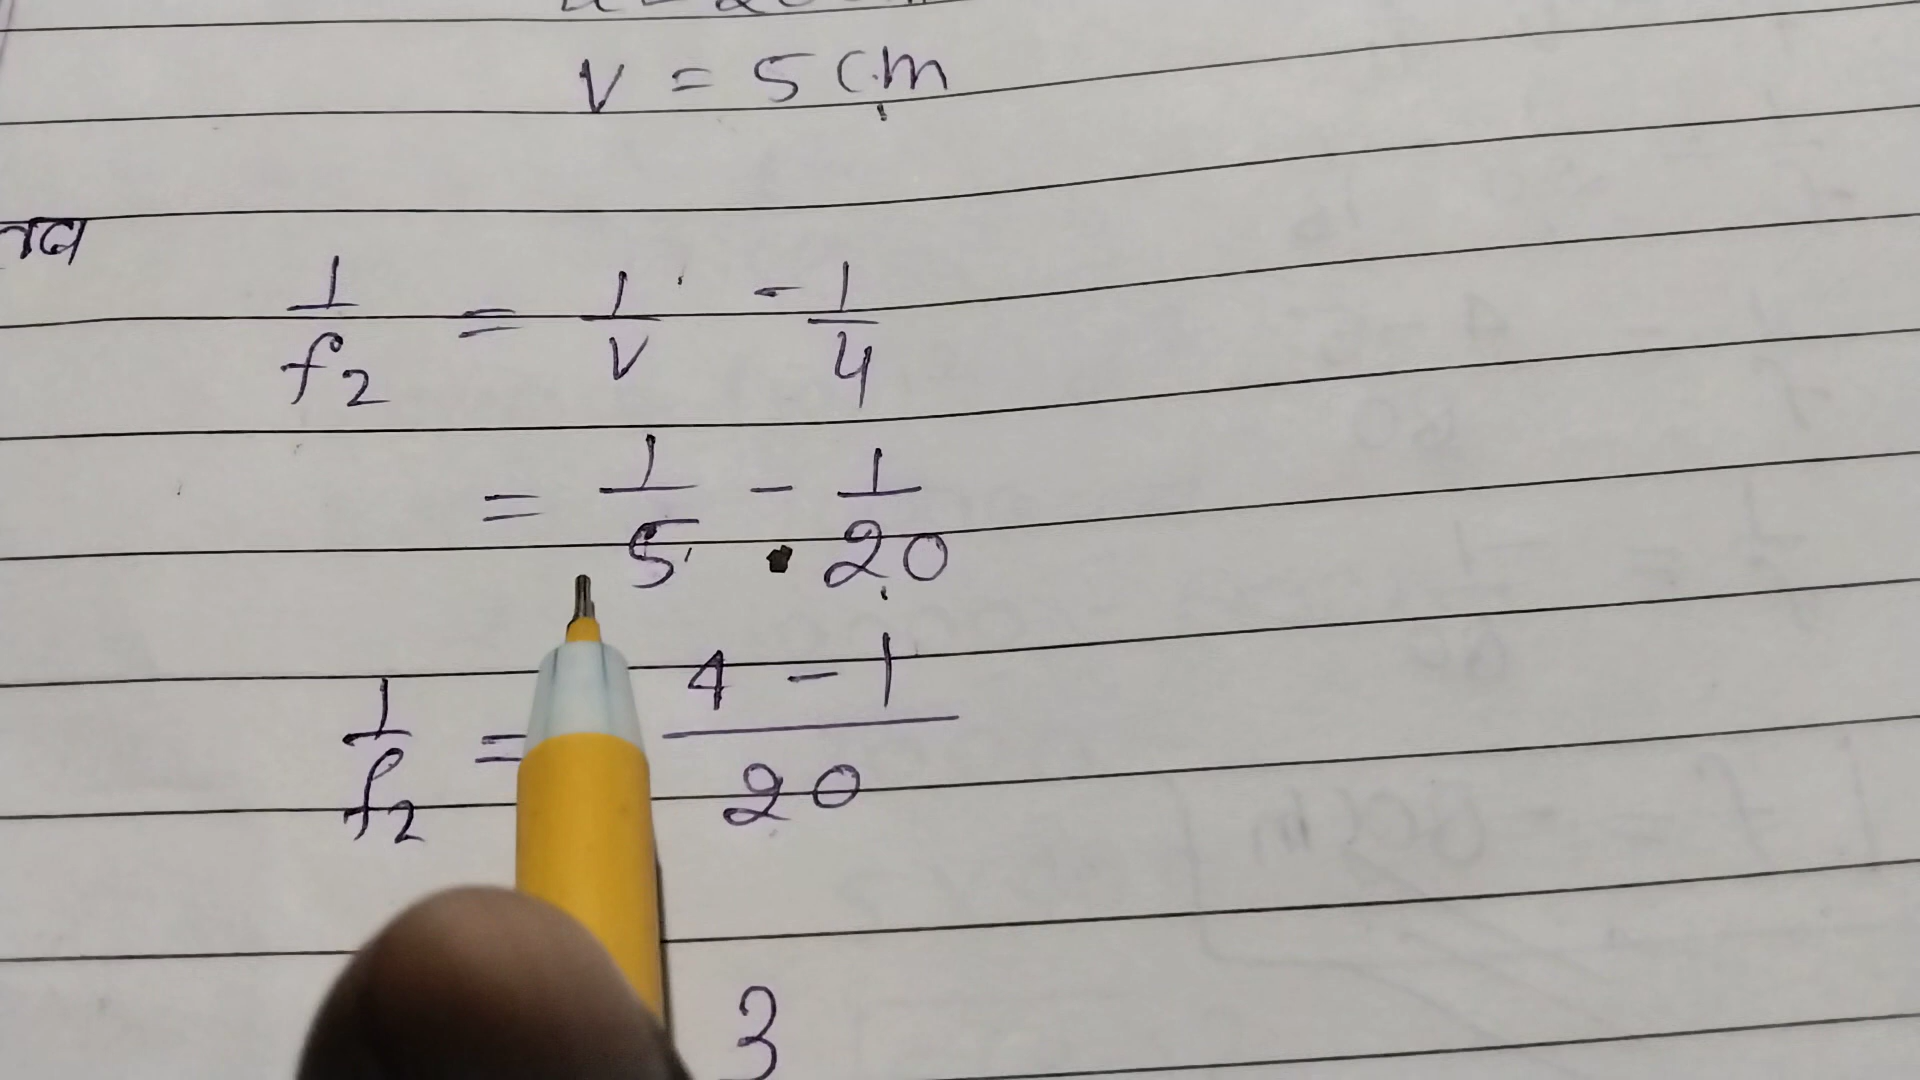 v = 5 cm
तब
1/f2 = 1/v - 1/4
= 1/5 - 1/20
1/f2 = 4 - 1/20
3